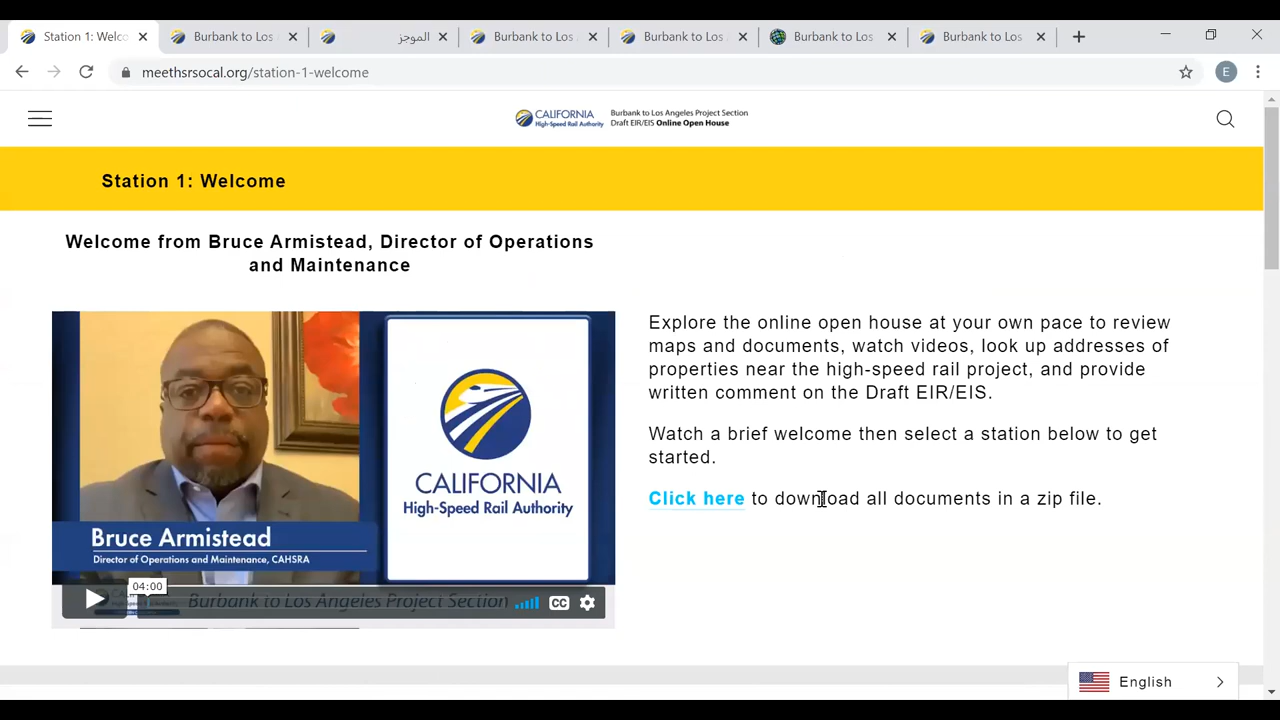 Station 1: Welco
Burbank to Los
الموجز
Burbank to Los
Burbank to Los
Burbank to Los
Burbank to Los
meethsrsocal.org/station-1-welcome
E
CALIFORNIA
High-Speed Rail Authority
Burbank to Los Angeles Project Section
Draft EIR/EIS Online Open House
Station 1: Welcome
Welcome from Bruce Armistead, Director of Operations
and Maintenance
CALIFORNIA
High-Speed Rail Authority
Bruce Armistead
Director of Operations and Maintenance, CAHSRA
04:00
Burbank to Los Angeles Project Section
CC
Explore the online open house at your own pace to review
maps and documents, watch videos, look up addresses of
properties near the high-speed rail project, and provide
written comment on the Draft EIR/EIS.
Watch a brief welcome then select a station below to get
started.
Click here to download all documents in a zip file.
English